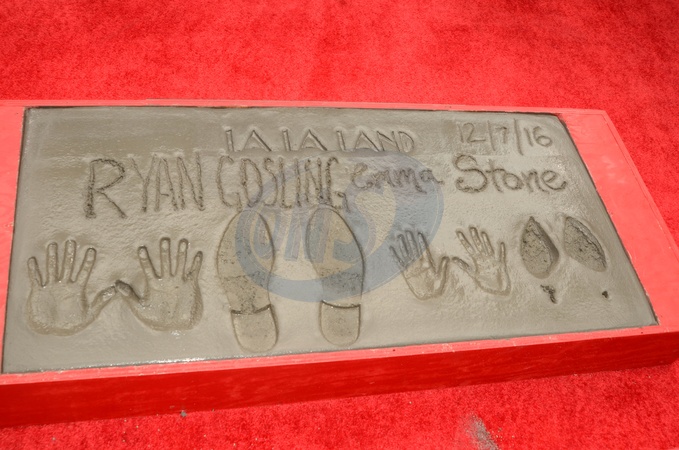 LA LA LAND 12/7/16
RYAN GOSLING emma Stone